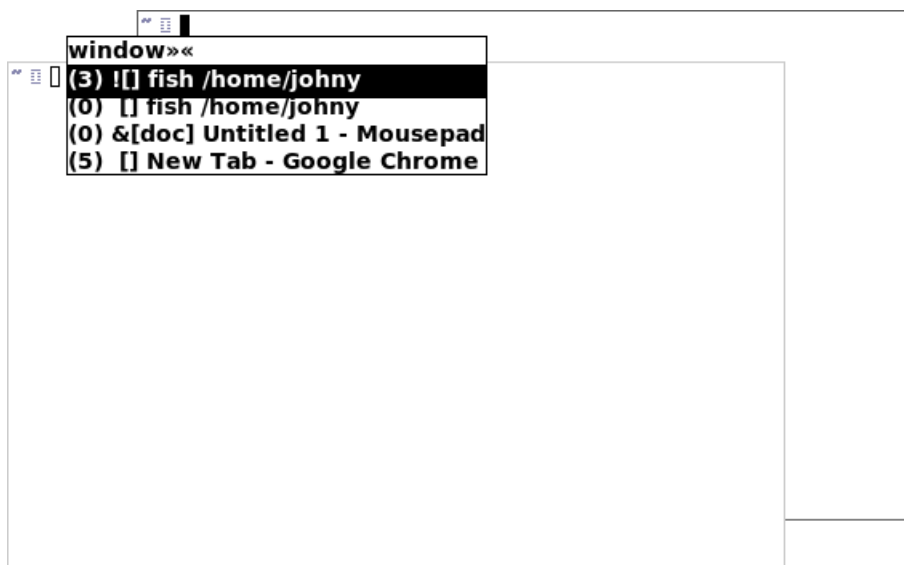 ~
window»«
~
(3) ![] fish /home/johny
(0)  [] fish /home/johny
(0) &[doc] Untitled 1 - Mousepad
(5)  [] New Tab - Google Chrome